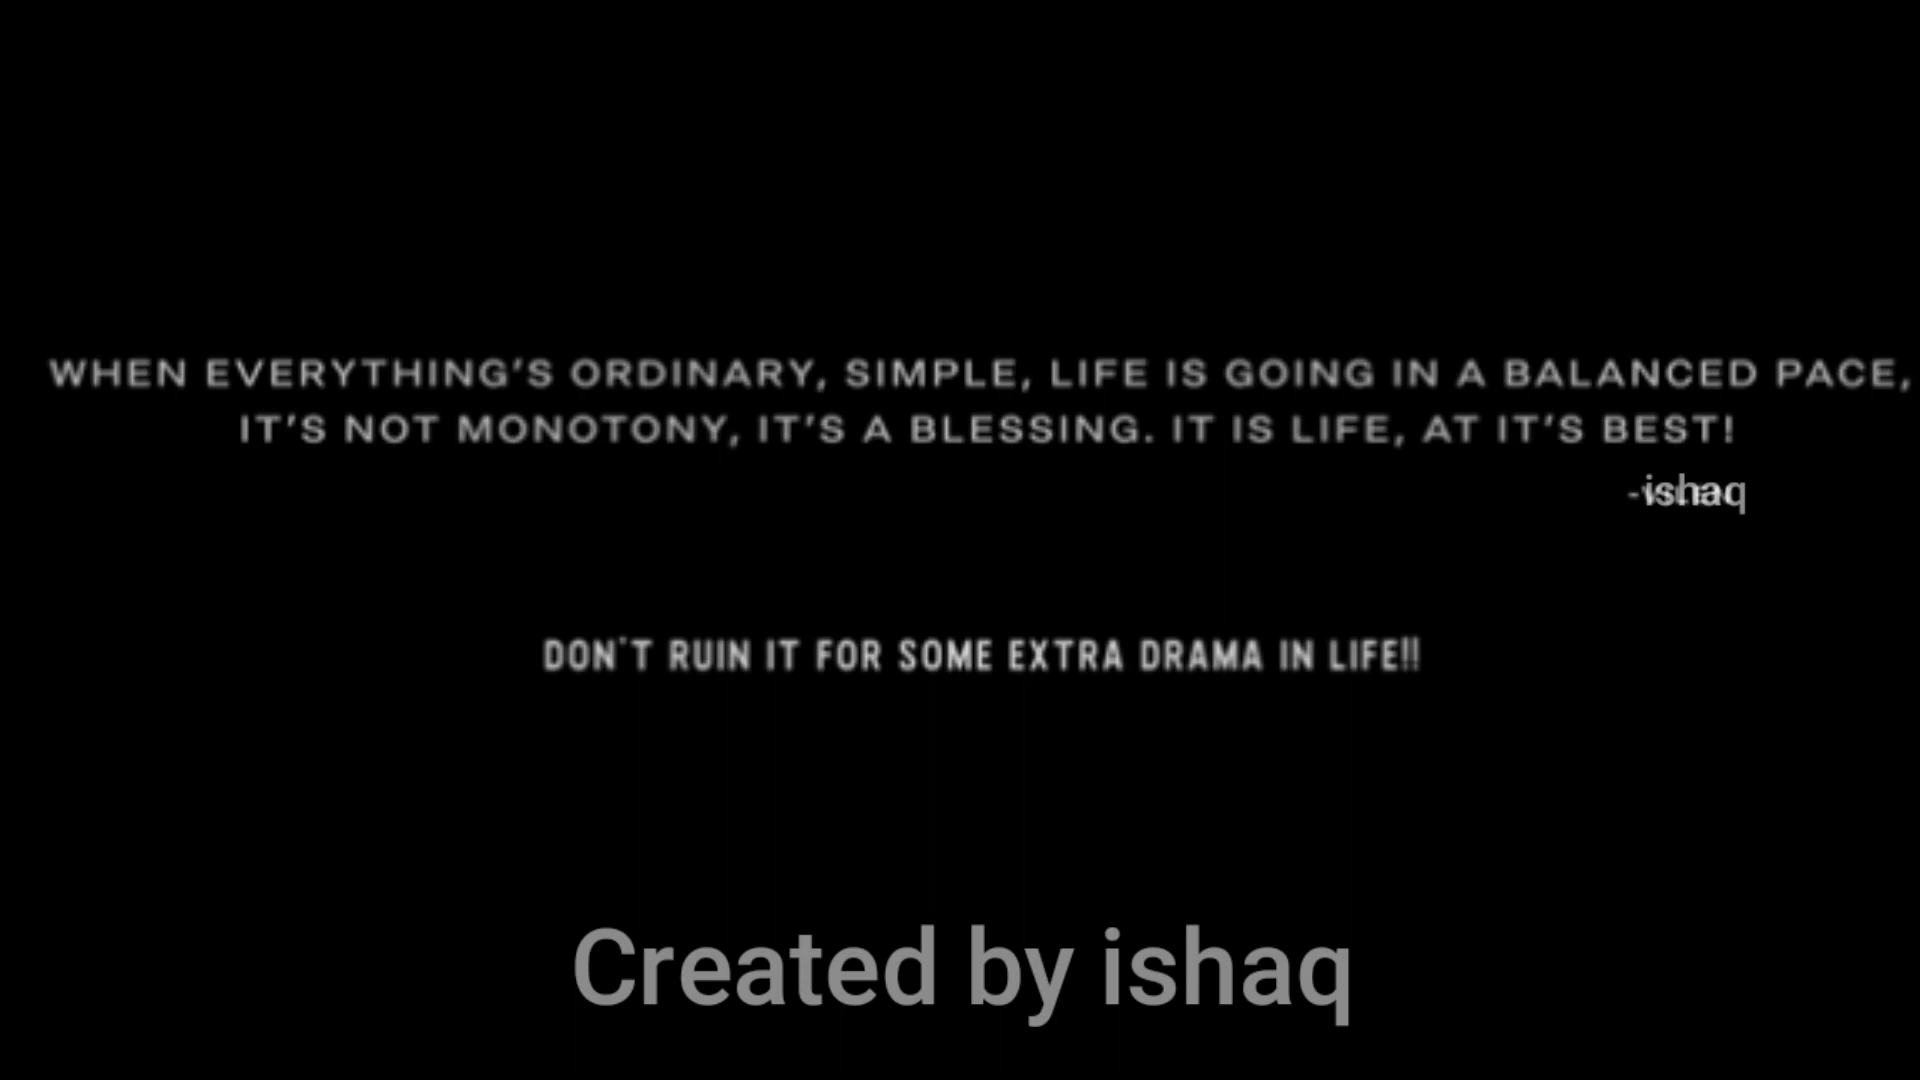 WHEN EVERYTHING'S ORDINARY, SIMPLE, LIFE IS GOING IN A BALANCED PACE,
IT'S NOT MONOTONY, IT'S A BLESSING. IT IS LIFE, AT IT'S BEST!
-ishaq
DON'T RUIN IT FOR SOME EXTRA DRAMA IN LIFE!!
Created by ishaq